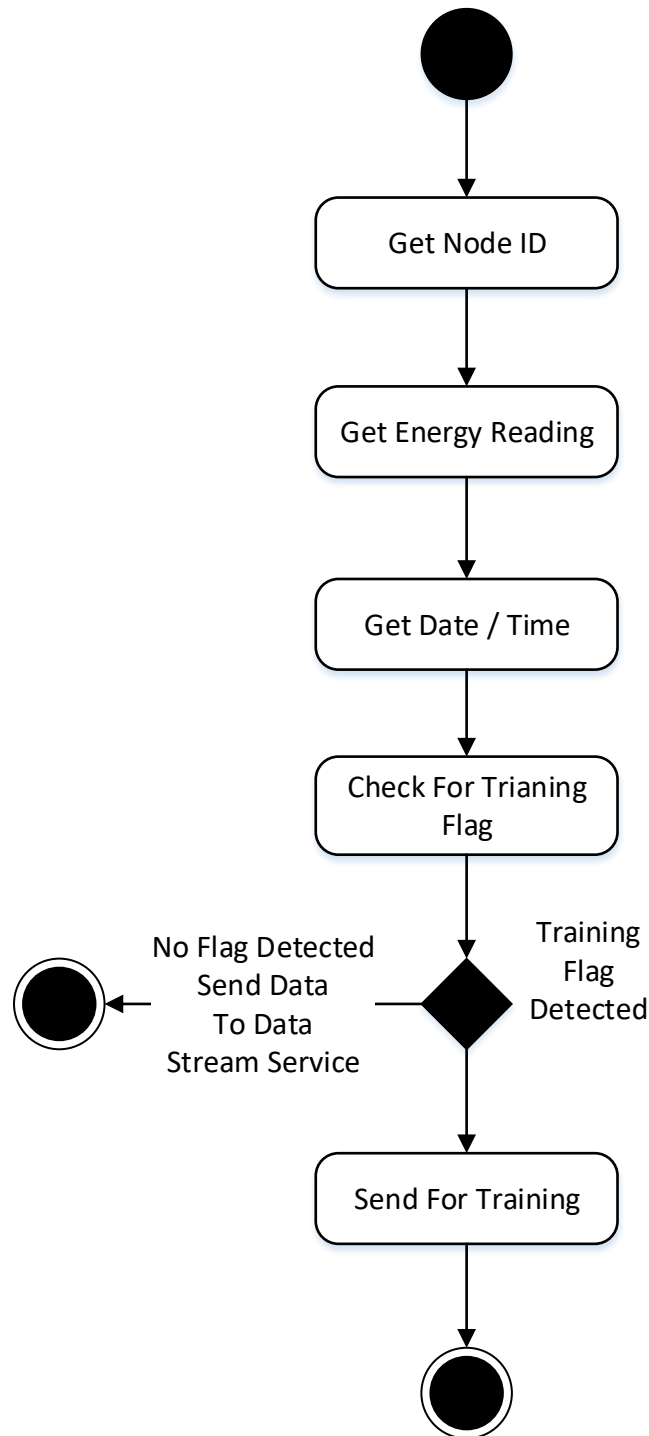 Get Node ID
Get Energy Reading
Get Date / Time
Check For Trianing
Flag
No Flag Detected
Send Data
To Data
Stream Service
Training
Flag
Detected
Send For Training